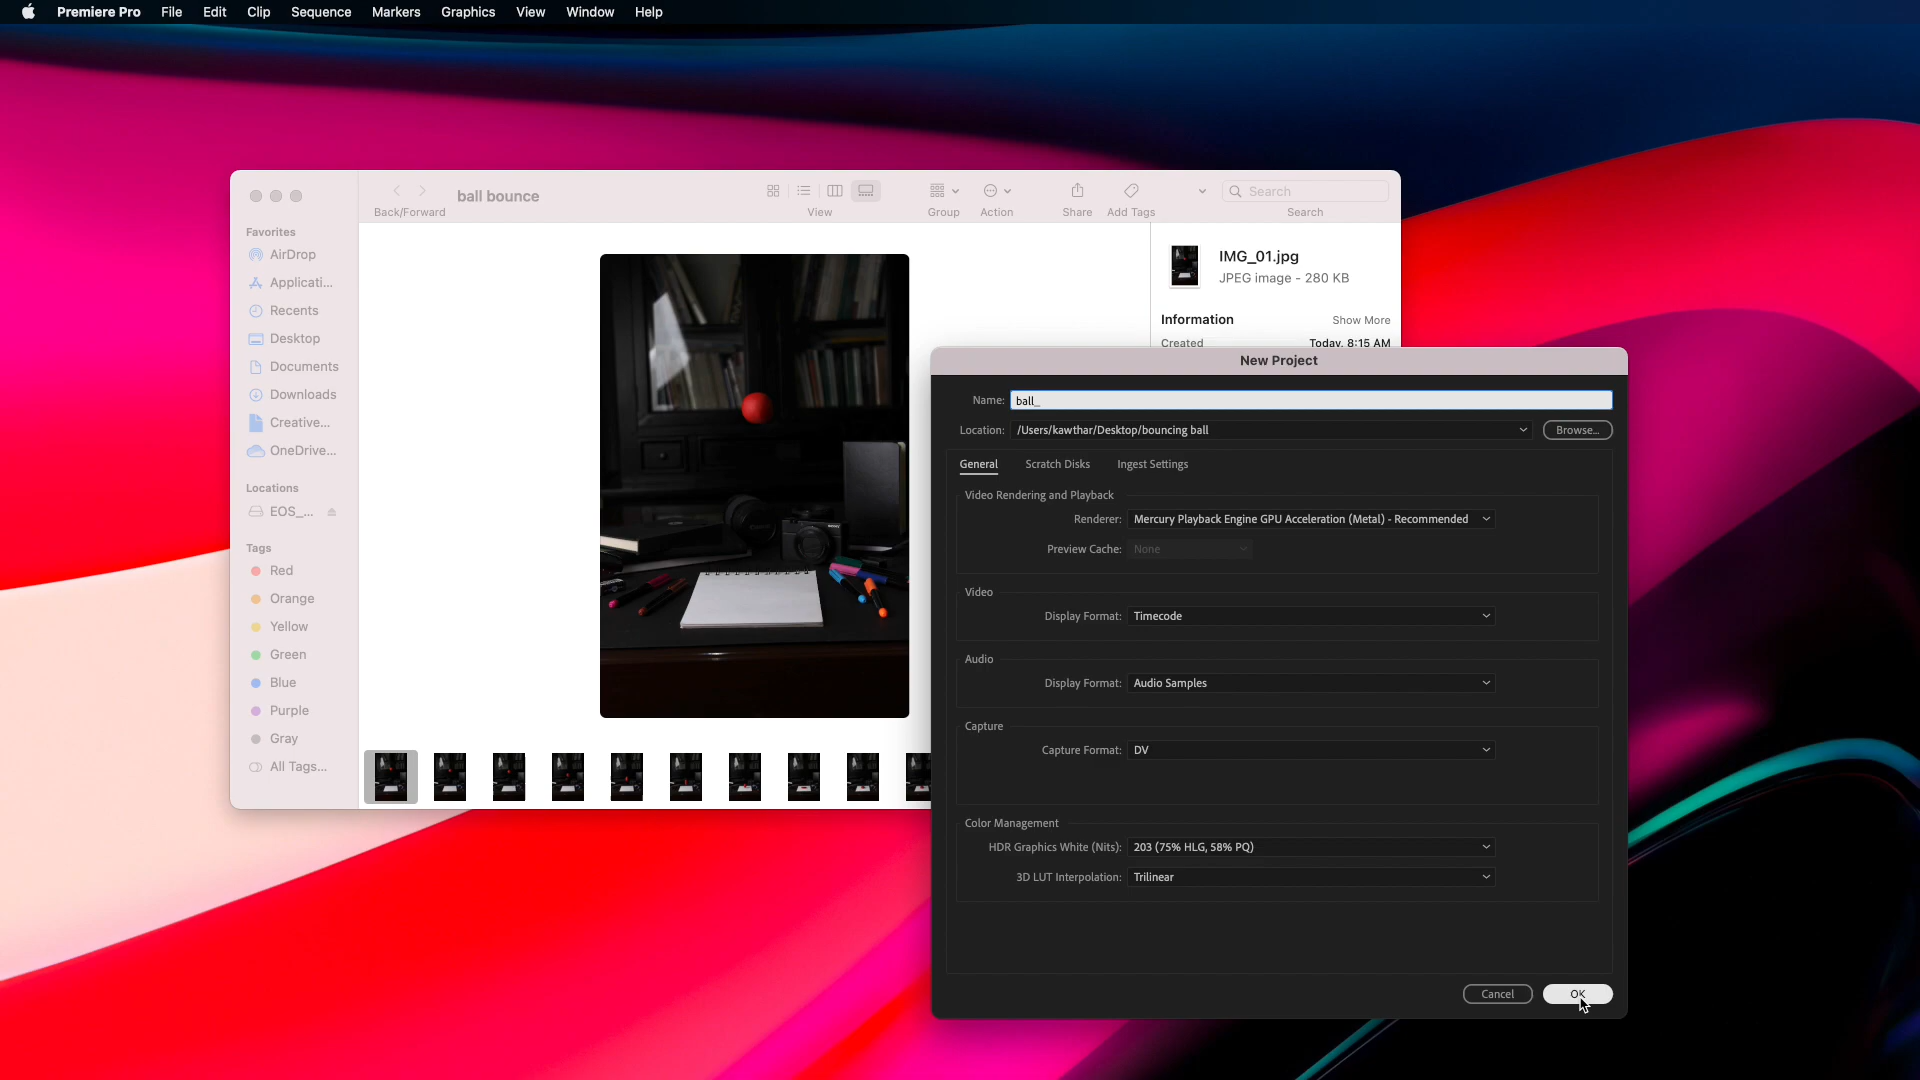 Premiere Pro File Edit Clip Sequence Markers Graphics View Window Help
Back/Forward
ball bounce
View
Group
Action
Share
Add Tags
Search
Search
Favorites
AirDrop
Applicati...
Recents
Desktop
Documents
Downloads
Creative...
OneDrive...
Locations
EOS_...
Tags
Red
Orange
Yellow
Green
Blue
Purple
Gray
All Tags...
IMG_01.jpg
JPEG image - 280 KB
Information Show More
Created Today, 8:15 AM
New Project
Name: ball_
Location: /Users/kawthar/Desktop/bouncing ball Browse...
General Scratch Disks Ingest Settings
Video Rendering and Playback
Renderer: Mercury Playback Engine GPU Acceleration (Metal) - Recommended
Preview Cache: None
Video
Display Format: Timecode
Audio
Display Format: Audio Samples
Capture
Capture Format: DV
Color Management
HDR Graphics White (Nits): 203 (75% HLG, 58% PQ)
3D LUT Interpolation: Trilinear
Cancel OK